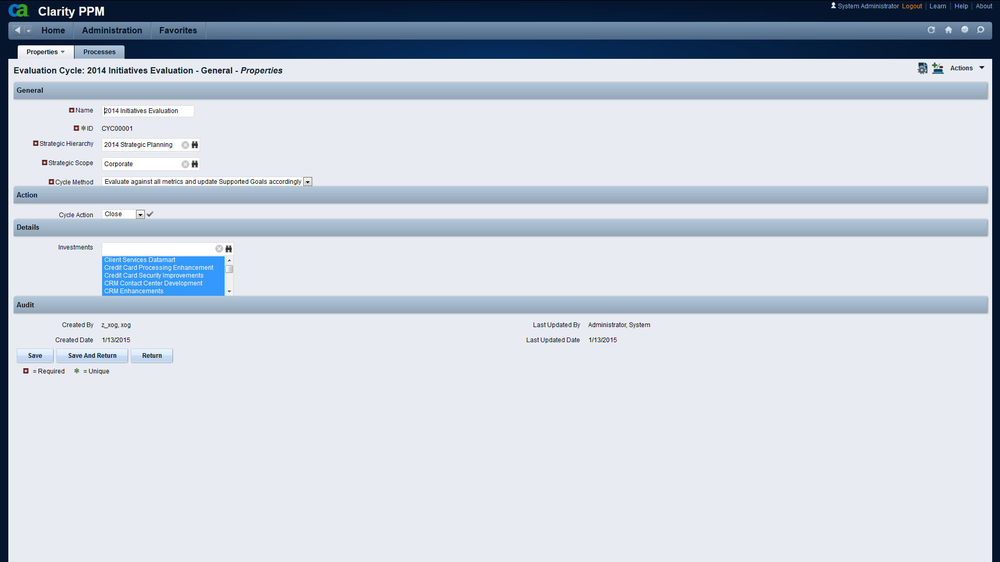 ca Clarity PPM
System Administrator Logout | Learn | Help | About
Home Administration Favorites
Properties Processes
Evaluation Cycle: 2014 Initiatives Evaluation - General - Properties
Actions
General
Name 2014 Initiatives Evaluation
ID CYC00001
Strategic Hierarchy 2014 Strategic Planning
Strategic Scope Corporate
Cycle Method Evaluate against all metrics and update Supported Goals accordingly
Action
Cycle Action Close
Details
Investments
Client Services Datamart
Credit Card Processing Enhancement
Credit Card Security Improvements
CRM Contact Center Development
CRM Enhancements
Audit
Created By z_xog, xog Last Updated By Administrator, System
Created Date 1/13/2015 Last Updated Date 1/13/2015
Save Save And Return Return
= Required = Unique